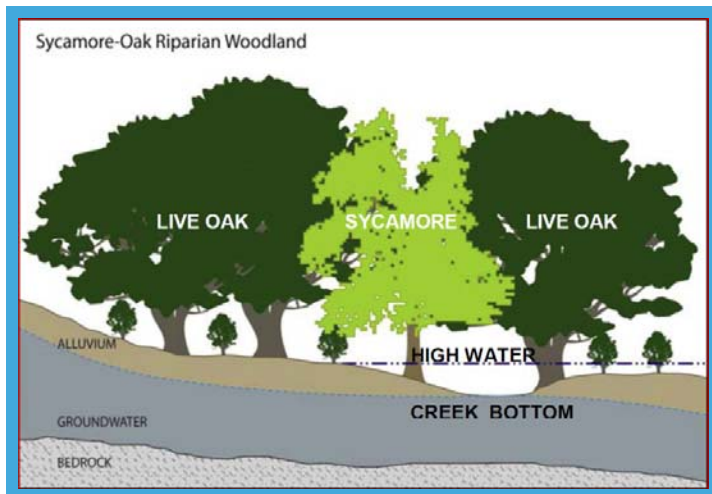 Sycamore-Oak Riparian Woodland
LIVE OAK
SYCAMORE
LIVE OAK
ALLUVIUM
HIGH WATER
CREEK BOTTOM
GROUNDWATER
BEDROCK